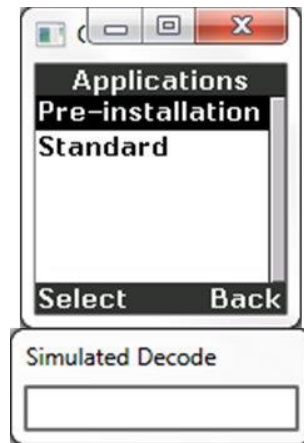 Applications
Pre-installation
Standard
Select Back
Simulated Decode